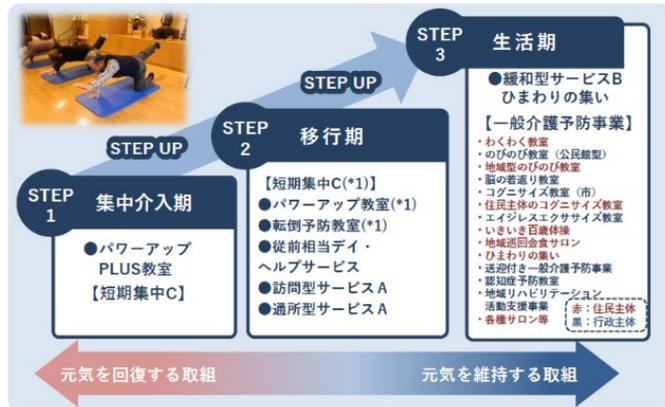 STEP 1
集中介入期
●パワーアップ
PLUS教室
【短期集中C】
STEP UP
STEP 2
移行期
【短期集中C(*1)】
●パワーアップ教室(*1)
●転倒予防教室(*1)
●従前相当デイ・
ヘルプサービス
●訪問型サービスA
●通所型サービスA
STEP UP
STEP 3
生活期
●緩和型サービスB
ひまわりの集い
【一般介護予防事業】
・わくわく教室
・のびのび教室（公民館型）
・地域型のびのび教室
・脳の若返り教室
・コグニサイズ教室（市）
・住民主体のコグニサイズ教室
・エイジレスエクササイズ教室
・いきいき百歳体操
・地域巡回会食サロン
・ひまわりの集い
・送迎付き一般介護予防事業
・認知症予防教室
・地域リハビリテーション
活動支援事業
・各種サロン等
赤：住民主体
黒：行政主体
元気を回復する取組
元気を維持する取組